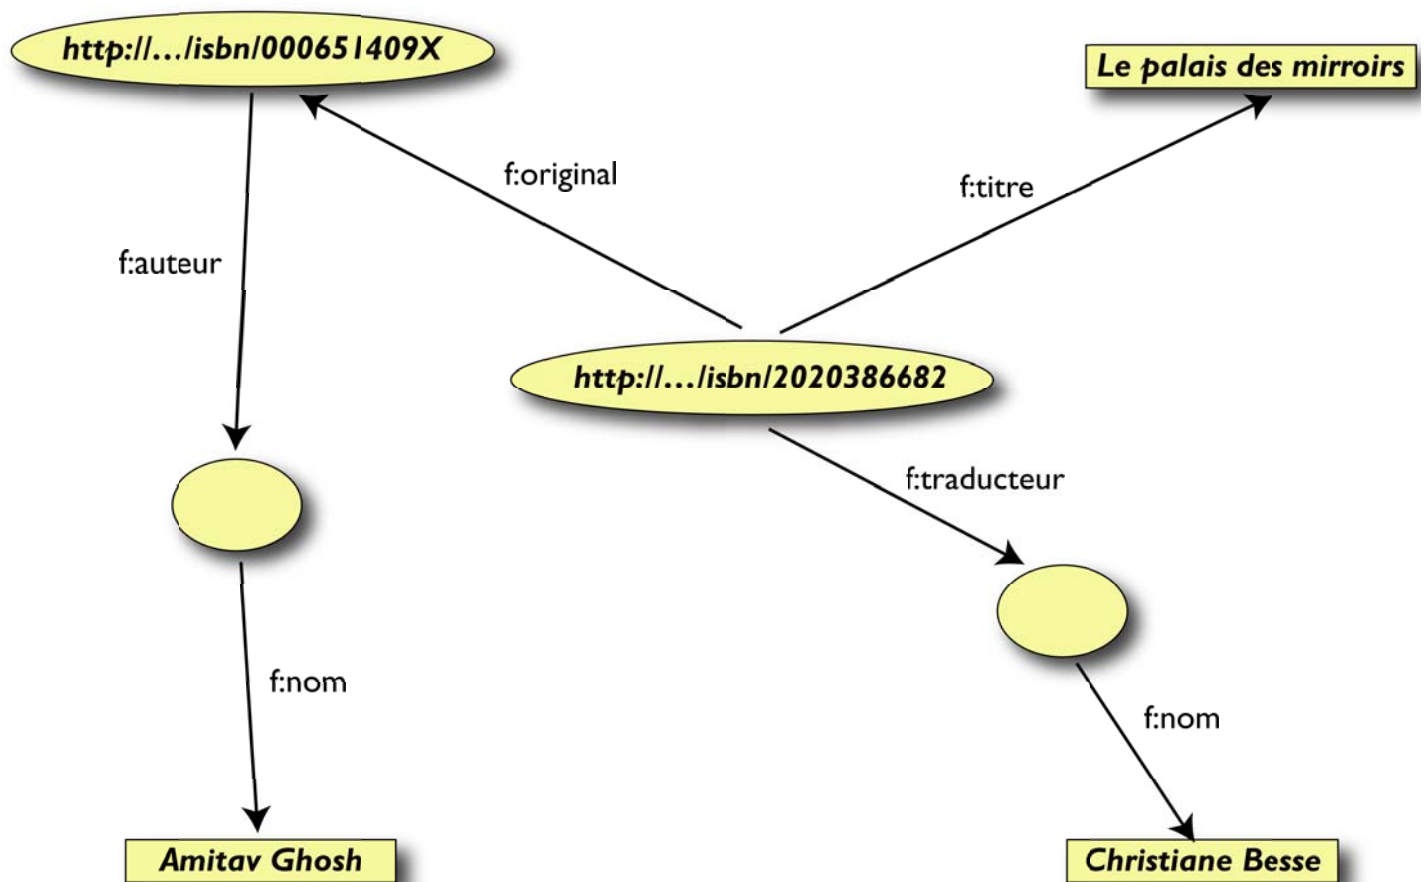 http://…/isbn/000651409X
Le palais des mirroirs
f:original
f:titre
f:auteur
http://…/isbn/2020386682
f:traducteur
f:nom
f:nom
Amitav Ghosh
Christiane Besse